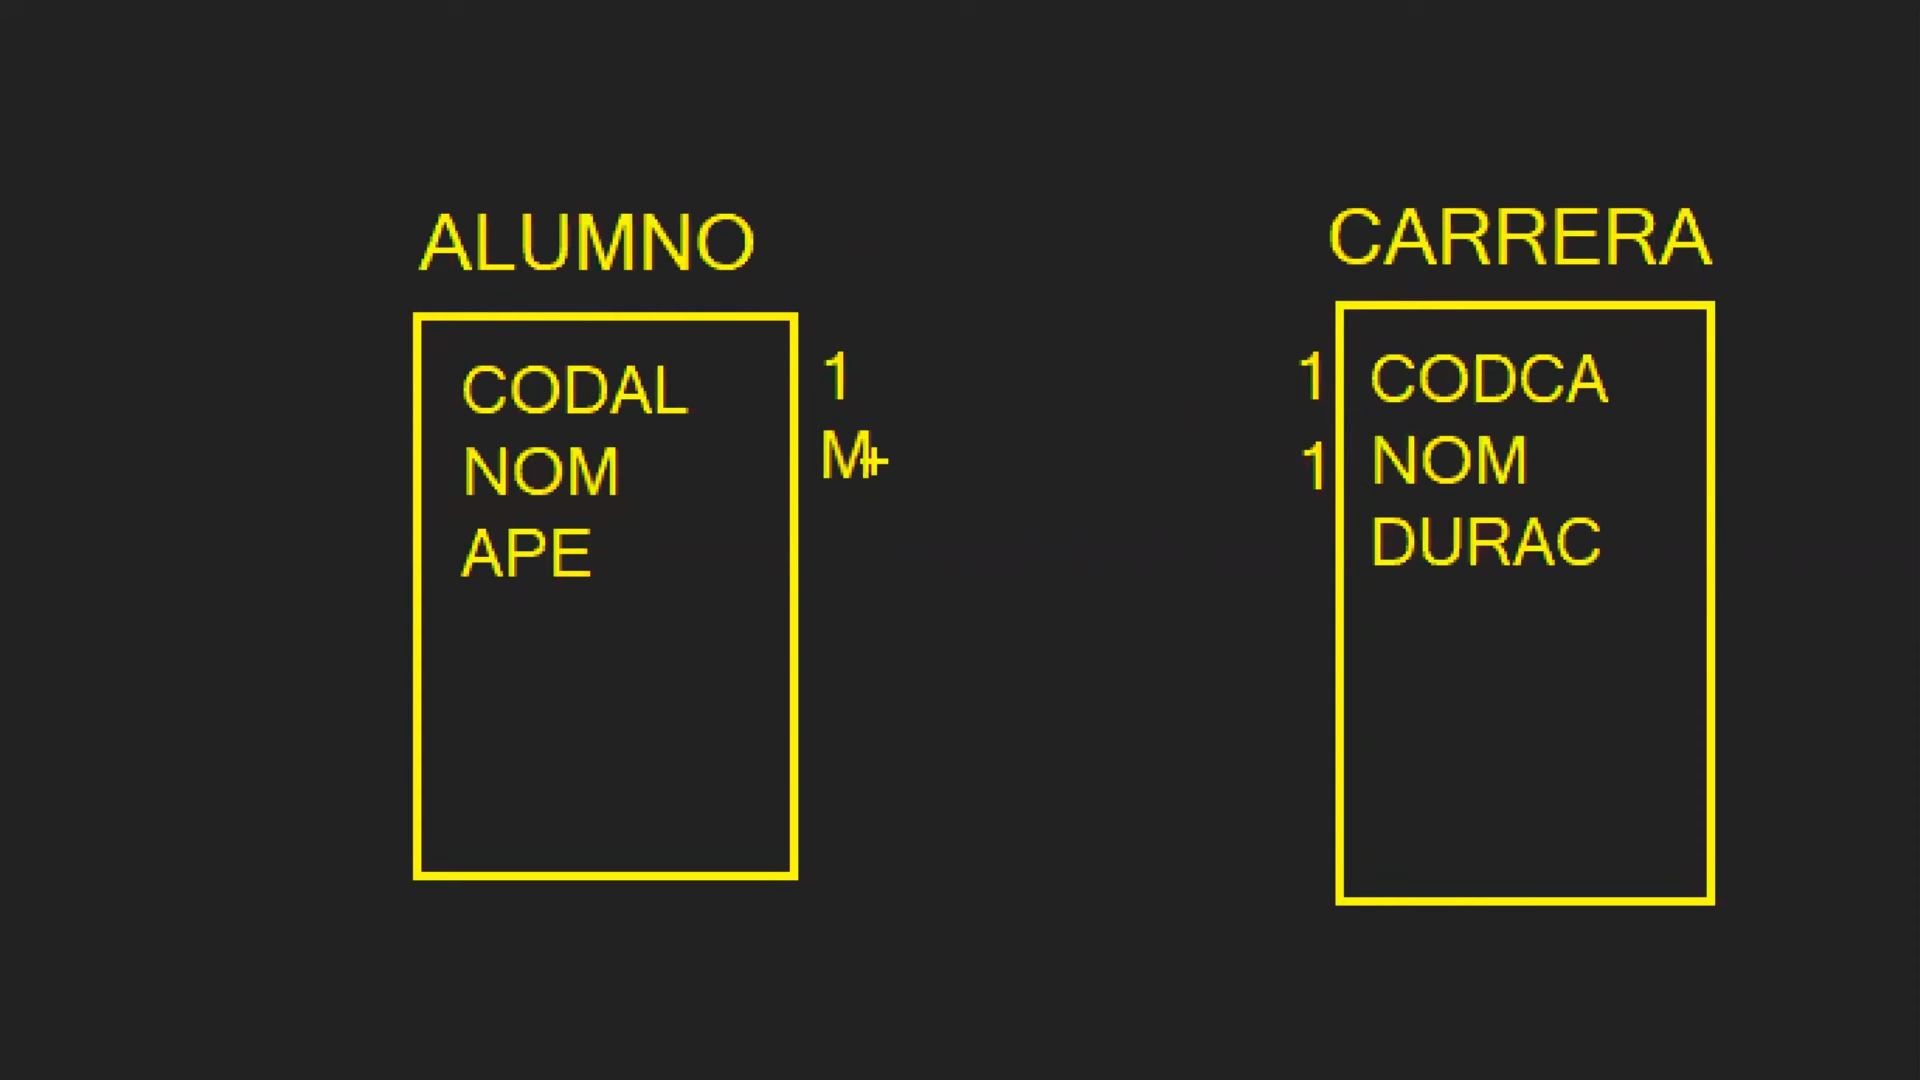 ALUMNO
CODAL 1
NOM M
APE
CARRERA
1 CODCA
1 NOM
DURAC